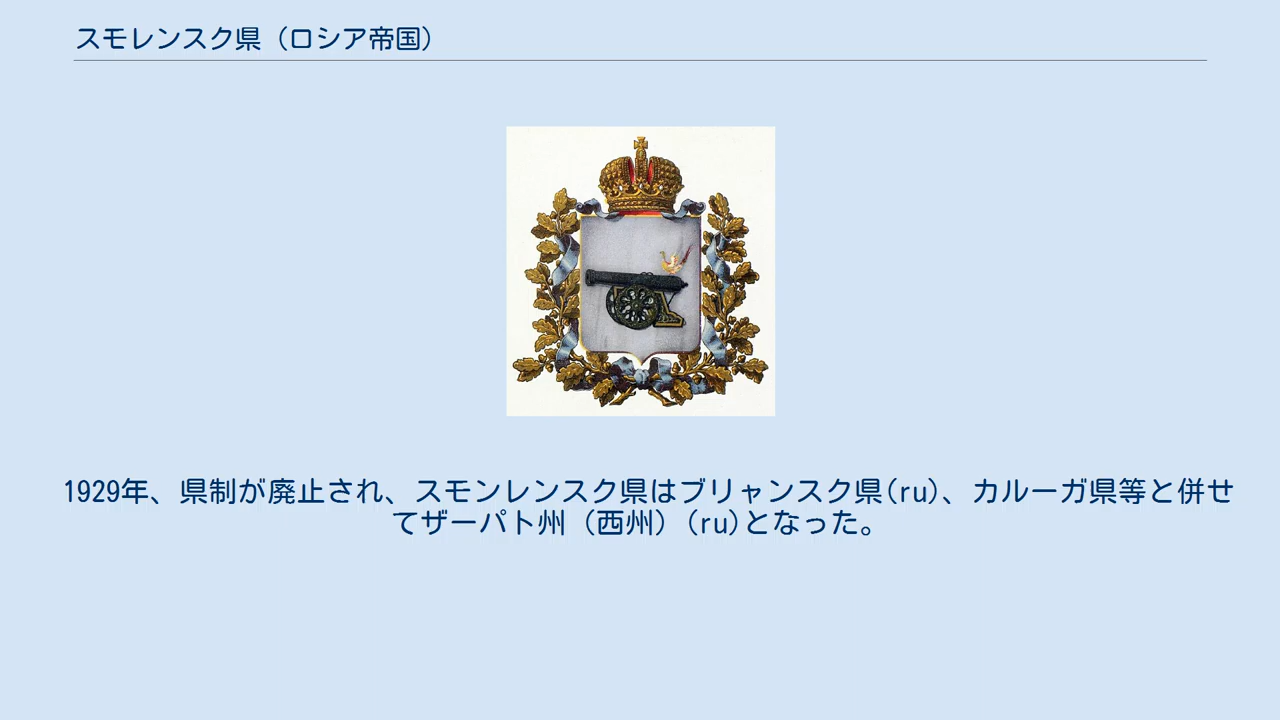 スモレンスク県（ロシア帝国）
1929年、県制が廃止され、スモンレンスク県はブリャンスク県(ru)、カルーガ県等と併せ
てザーパト州（西州）(ru)となった。